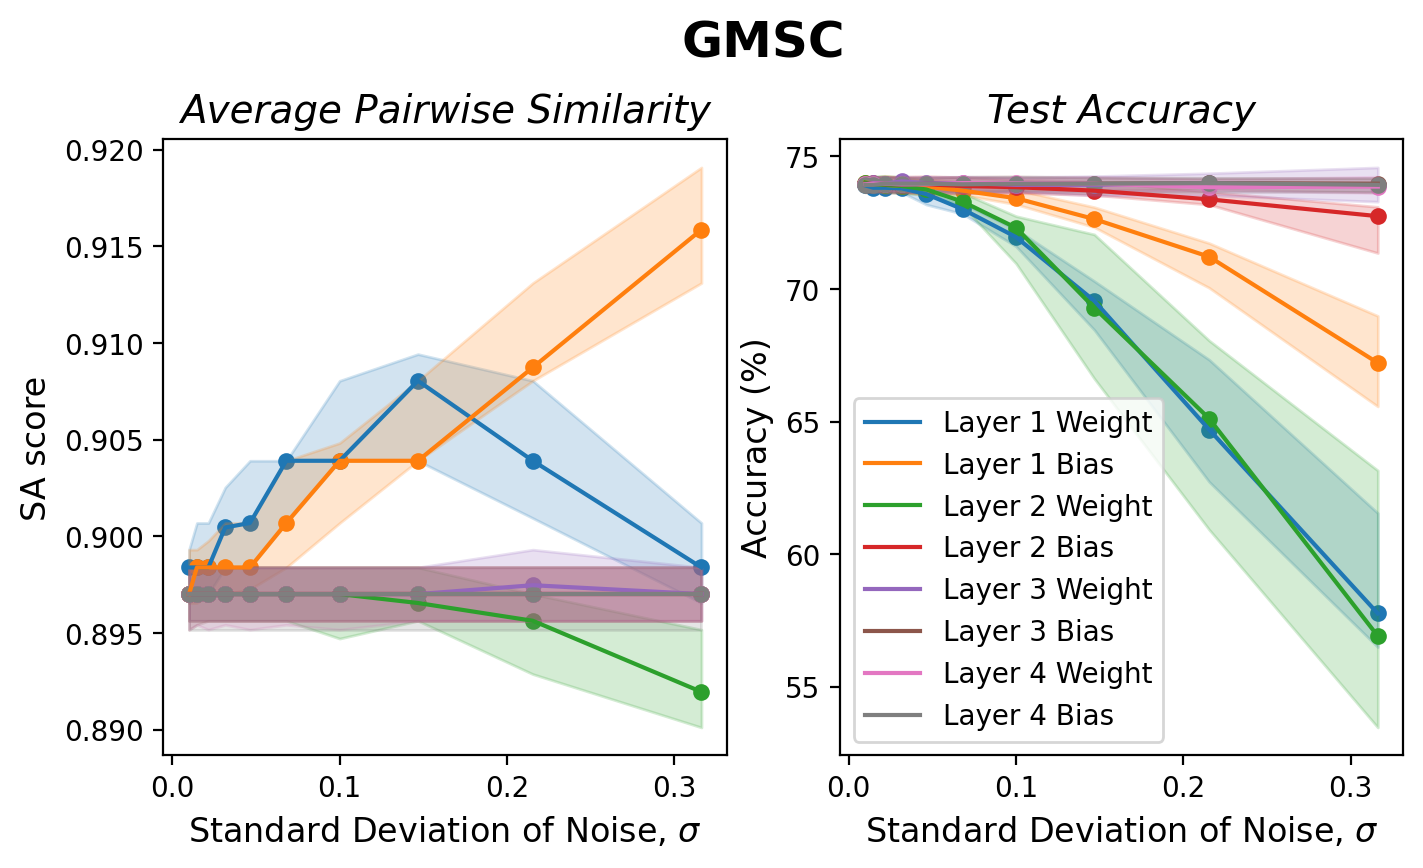 GMSC
Average Pairwise Similarity
SA score
0.920
0.915
0.910
0.905
0.900
0.895
0.890
0.0 0.1 0.2 0.3
Standard Deviation of Noise, σ
Test Accuracy
Accuracy (%)
75
70
65
60
55
Layer 1 Weight
Layer 1 Bias
Layer 2 Weight
Layer 2 Bias
Layer 3 Weight
Layer 3 Bias
Layer 4 Weight
Layer 4 Bias
0.0 0.1 0.2 0.3
Standard Deviation of Noise, σ